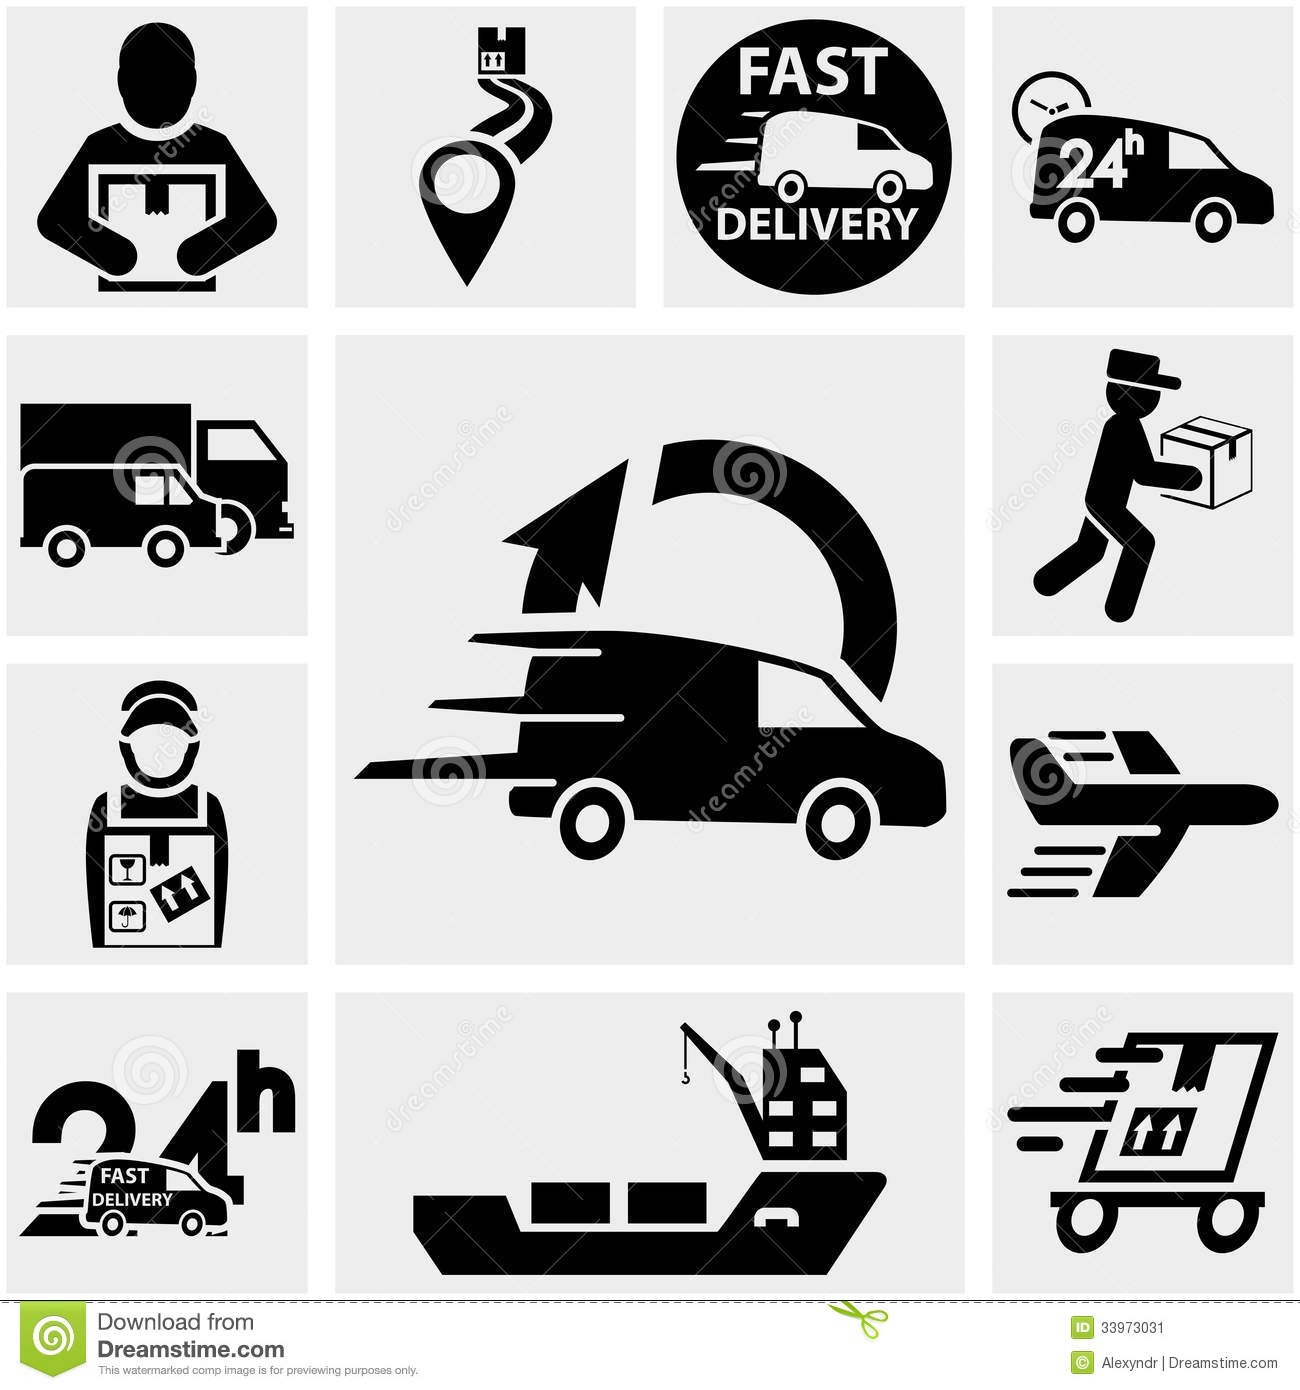 FAST
DELIVERY
24h
24h
FAST
DELIVERY
Download from
Dreamstime.com
This watermarked comp image is for previewing purposes only.
ID 33973031
© Alexyndr | Dreamstime.com
dreamstime